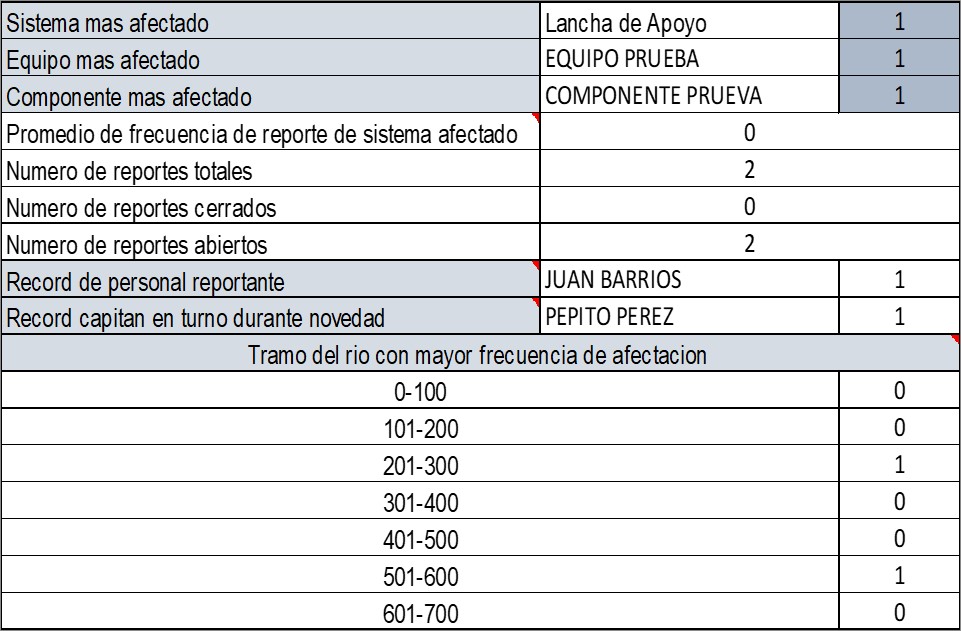 Sistema mas afectado Lancha de Apoyo 1
Equipo mas afectado EQUIPO PRUEBA 1
Componente mas afectado COMPONENTE PRUEVA 1
Promedio de frecuencia de reporte de sistema afectado 0
Numero de reportes totales 2
Numero de reportes cerrados 0
Numero de reportes abiertos 2
Record de personal reportante JUAN BARRIOS 1
Record capitan en turno durante novedad PEPITO PEREZ 1
Tramo del rio con mayor frecuencia de afectacion
0-100 0
101-200 0
201-300 1
301-400 0
401-500 0
501-600 1
601-700 0